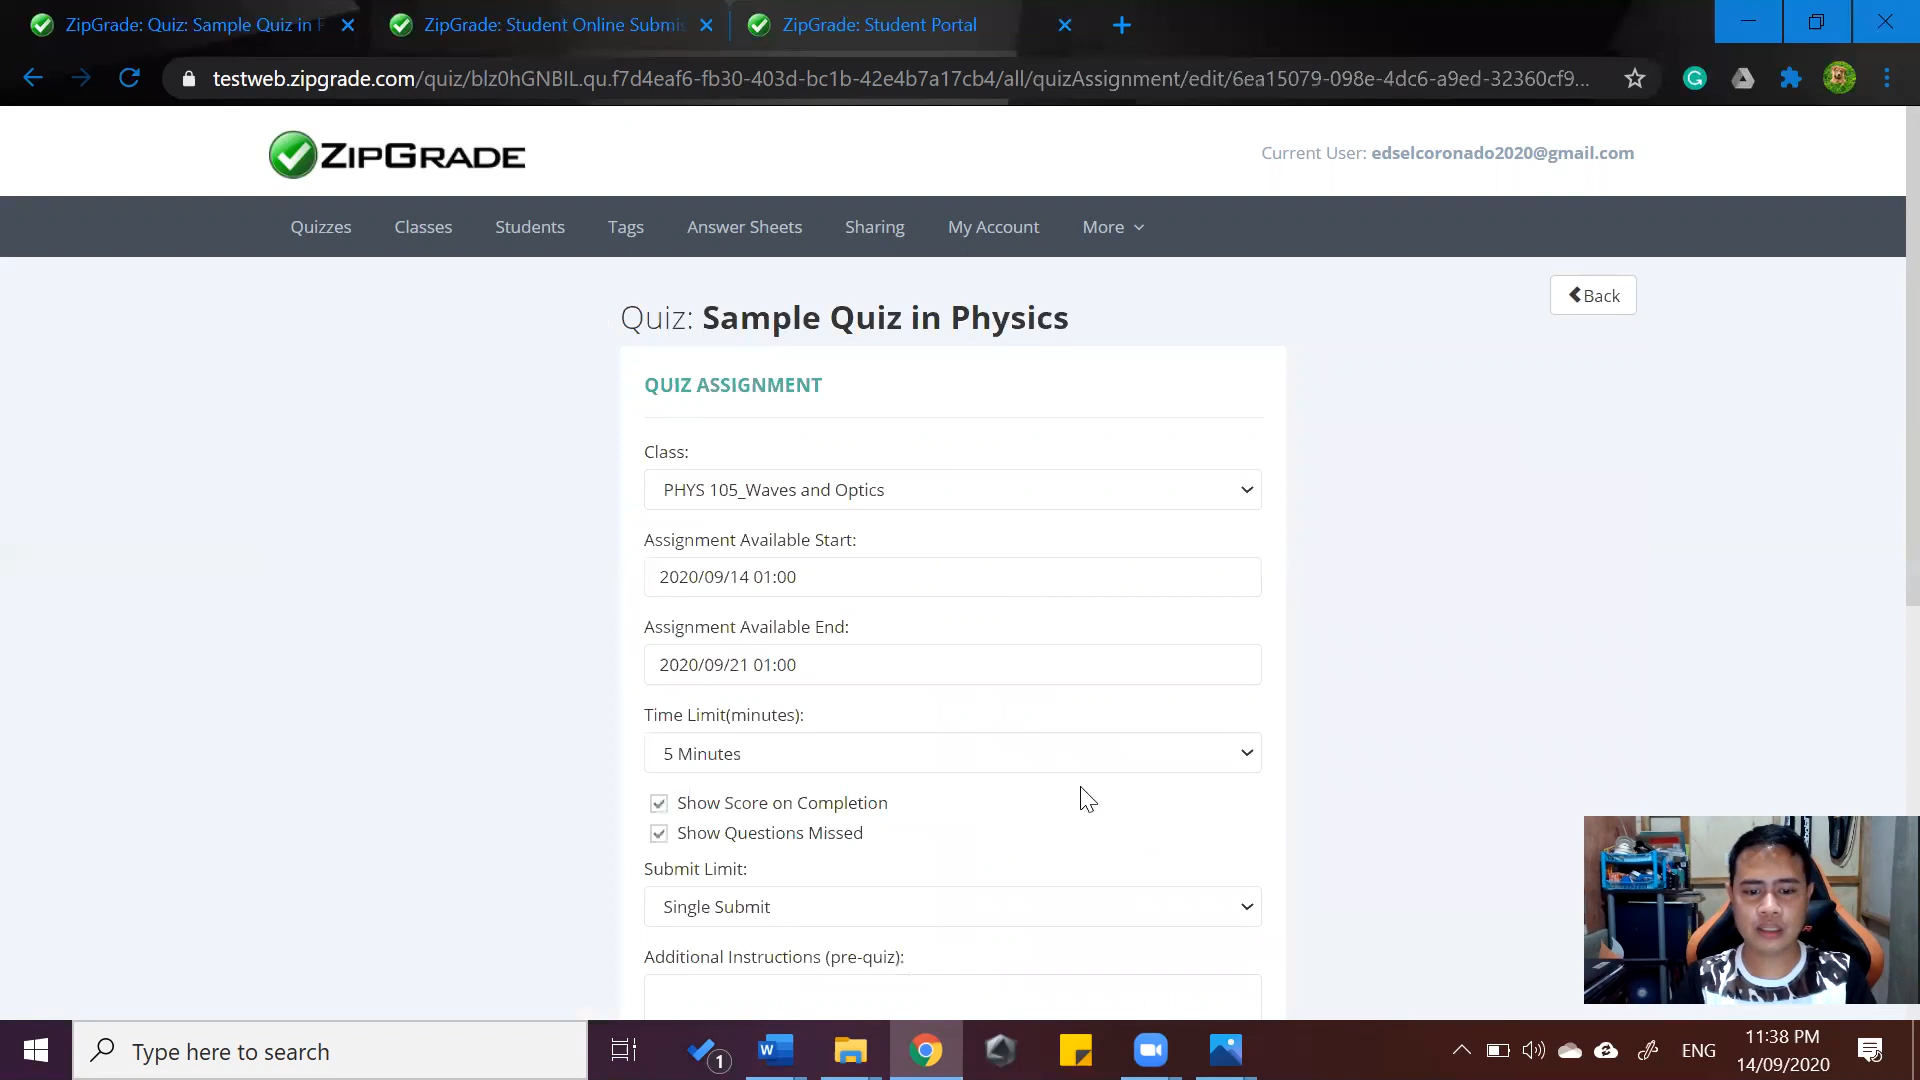 ZipGrade: Quiz: Sample Quiz in
ZipGrade: Student Online Submis
ZipGrade: Student Portal
testweb.zipgrade.com/quiz/blz0hGNBIL.qu.f7d4eaf6-fb30-403d-bc1b-42e4b7a17cb4/all/quizAssignment/edit/6ea15079-098e-4dc6-a9ed-32360cf9...
ZIPGRADE
Current User: edselcoronado2020@gmail.com
Quizzes Classes Students Tags Answer Sheets Sharing My Account More
Back
Quiz: Sample Quiz in Physics
QUIZ ASSIGNMENT
Class:
PHYS 105_Waves and Optics
Assignment Available Start:
2020/09/14 01:00
Assignment Available End:
2020/09/21 01:00
Time Limit(minutes):
5 Minutes
Show Score on Completion
Show Questions Missed
Submit Limit:
Single Submit
Additional Instructions (pre-quiz):
Type here to search
1
ENG
11:38 PM
14/09/2020